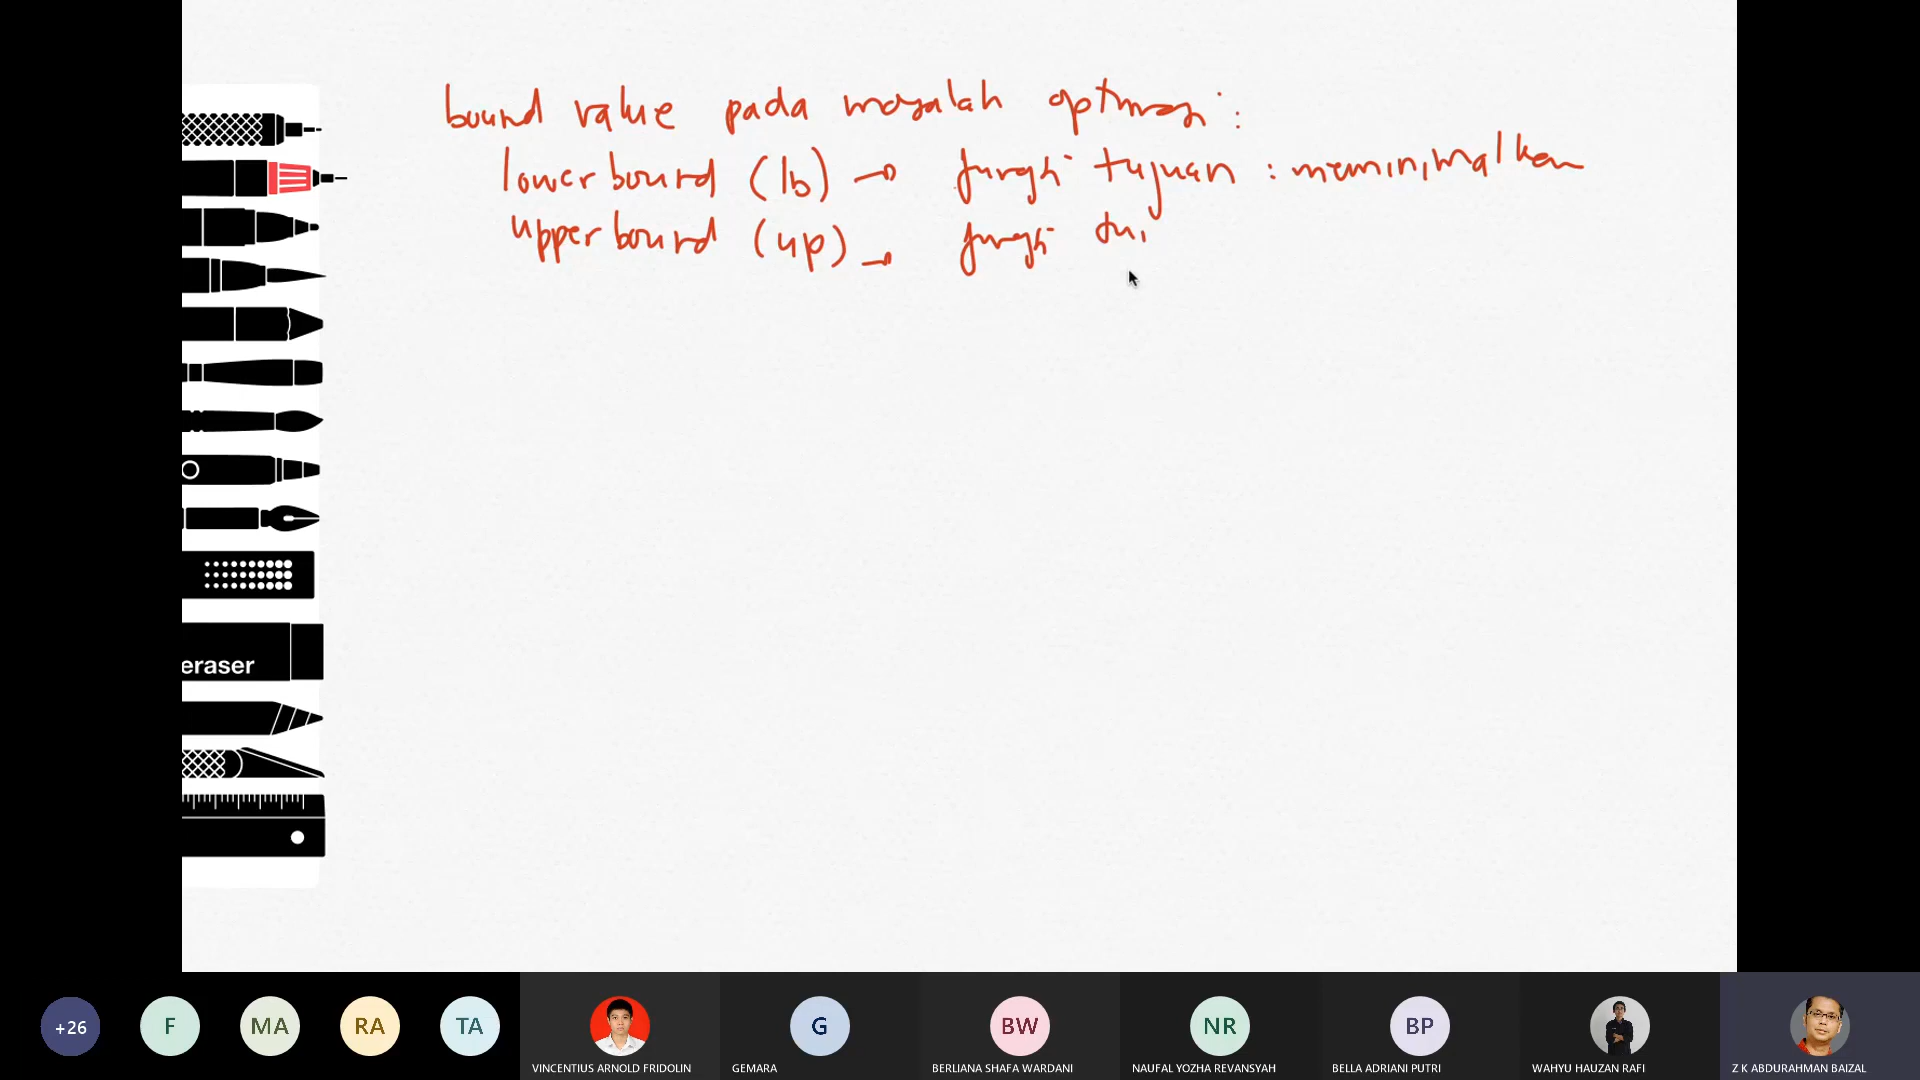 bound value pada masalah optimasi :
lower bound (lb) → fungsi tujuan : meminimalkan
upper bound (up) → fungsi tu
eraser
+26
F
MA
RA
TA
G
BW
NR
BP
VINCENTIUS ARNOLD FRIDOLIN
GEMARA
BERLIANA SHAFA WARDANI
NAUFAL YOZHA REVANSYAH
BELLA ADRIANI PUTRI
WAHYU HAUZAN RAFI
Z K ABDURAHMAN BAIZAL